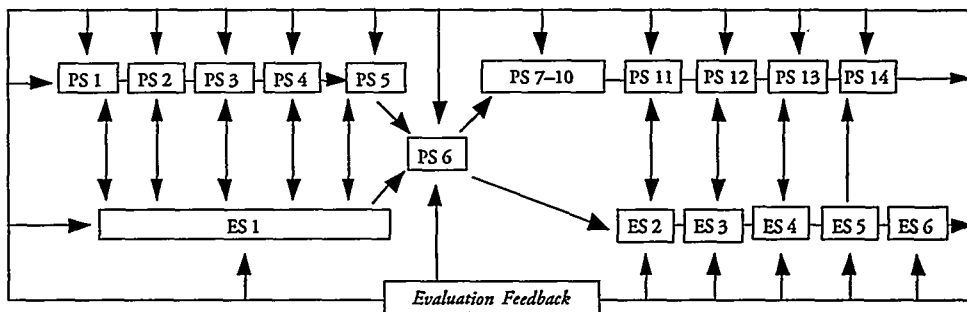 PS 1 PS 2 PS 3 PS 4 PS 5 PS 7–10 PS 11 PS 12 PS 13 PS 14
PS 6
ES 1 ES 2 ES 3 ES 4 ES 5 ES 6
Evaluation Feedback